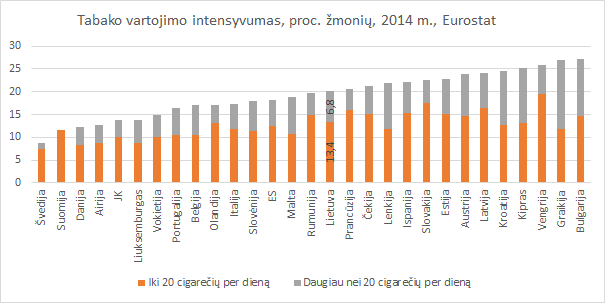 Tabako vartojimo intensyvumas, proc. žmonių, 2014 m., Eurostat
30
25
20
15
10
5
0
6,8
13,4
Švedija
Suomija
Danija
Airija
JK
Liuksemburgas
Vokietija
Portugalija
Belgija
Olandija
Italija
Slovėnija
ES
Malta
Rumunija
Lietuva
Prancūzija
Čekija
Lenkija
Ispanija
Slovakija
Estija
Austrija
Latvija
Kroatija
Kipras
Vengrija
Graikija
Bulgarija
Iki 20 cigarečių per dieną
Daugiau nei 20 cigarečių per dieną